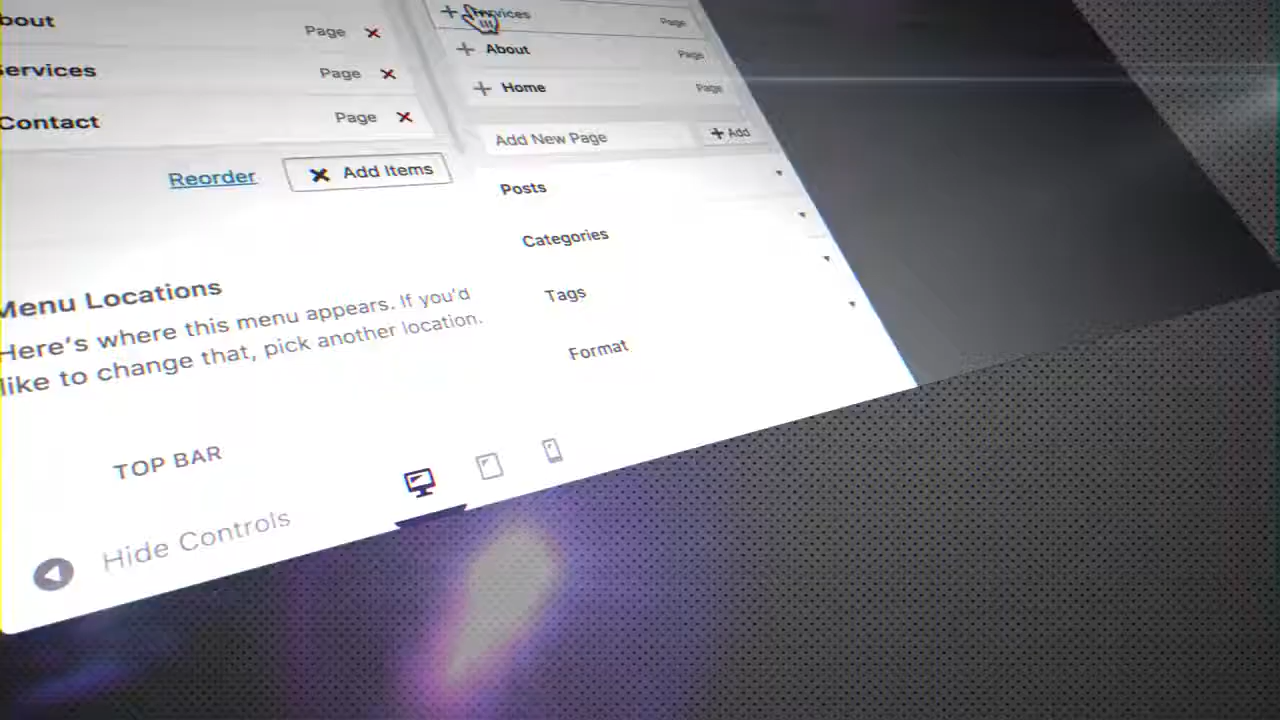 bout
Page
ervices
Page
Contact
Page
Reorder
Add Items
Menu Locations
Here's where this menu appears. If you'd
like to change that, pick another location.
TOP BAR
Hide Controls
Services
Page
About
Page
Home
Page
Add New Page
Add
Posts
Categories
Tags
Format